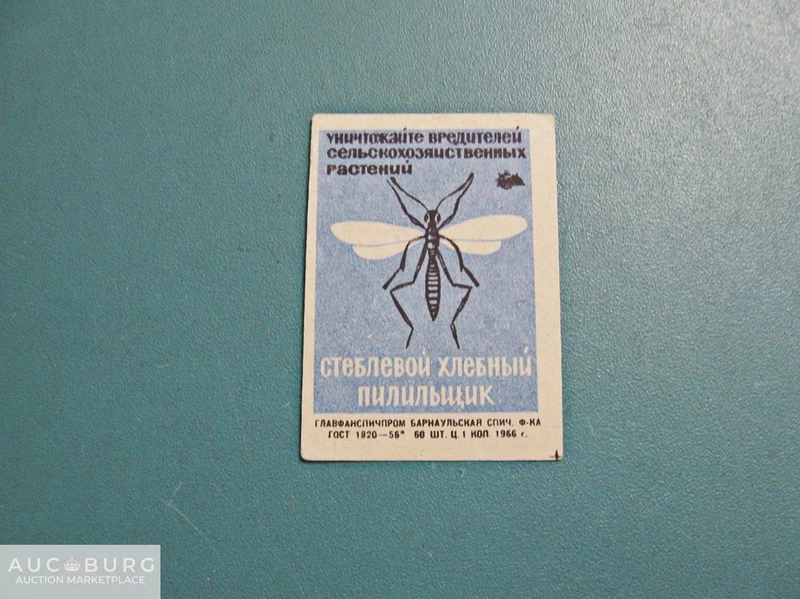 УНИЧТОЖАЙТЕ ВРЕДИТЕЛЕЙ
СЕЛЬСКОХОЗЯЙСТВЕННЫХ
РАСТЕНИЙ
СТЕБЛЕВОЙ ХЛЕБНЫЙ
ПИЛИЛЬЩИК
ГЛАВФАНСПИЧПРОМ БАРНАУЛЬСКАЯ СПИЧ. Ф-КА
ГОСТ 1820—56* 60 ШТ. Ц. 1 КОП. 1966 г.
AUCBURG
AUCTION MARKETPLACE